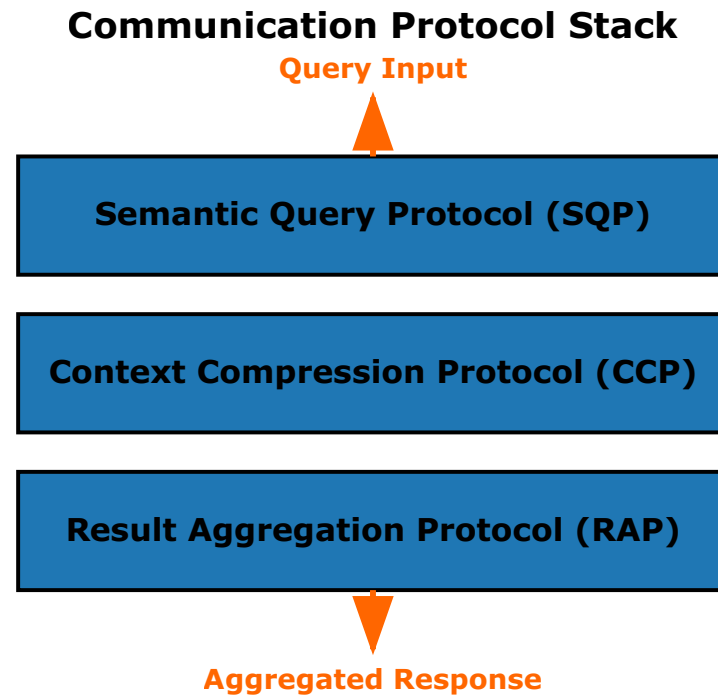 Communication Protocol Stack
Query Input
Semantic Query Protocol (SQP)
Context Compression Protocol (CCP)
Result Aggregation Protocol (RAP)
Aggregated Response